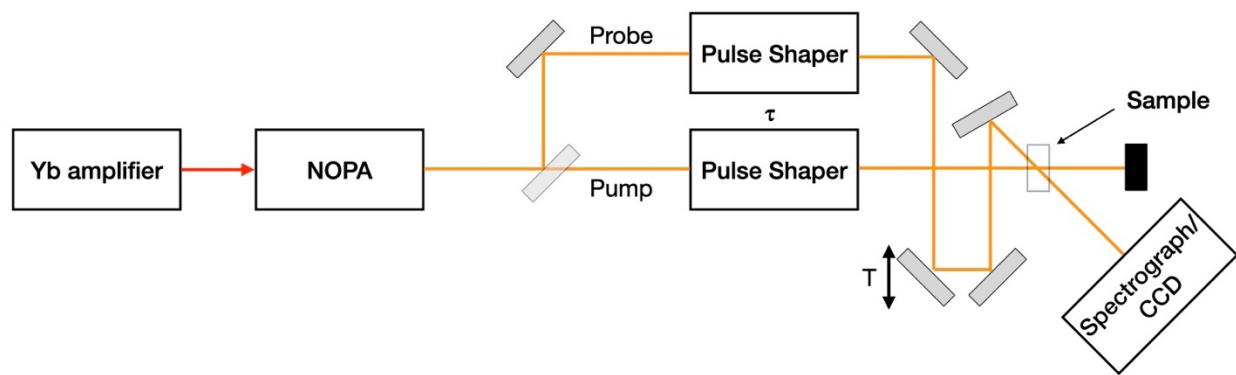 Probe
Pulse Shaper
Sample
τ
Yb amplifier
NOPA
Pump
Pulse Shaper
T
Spectrograph/
CCD